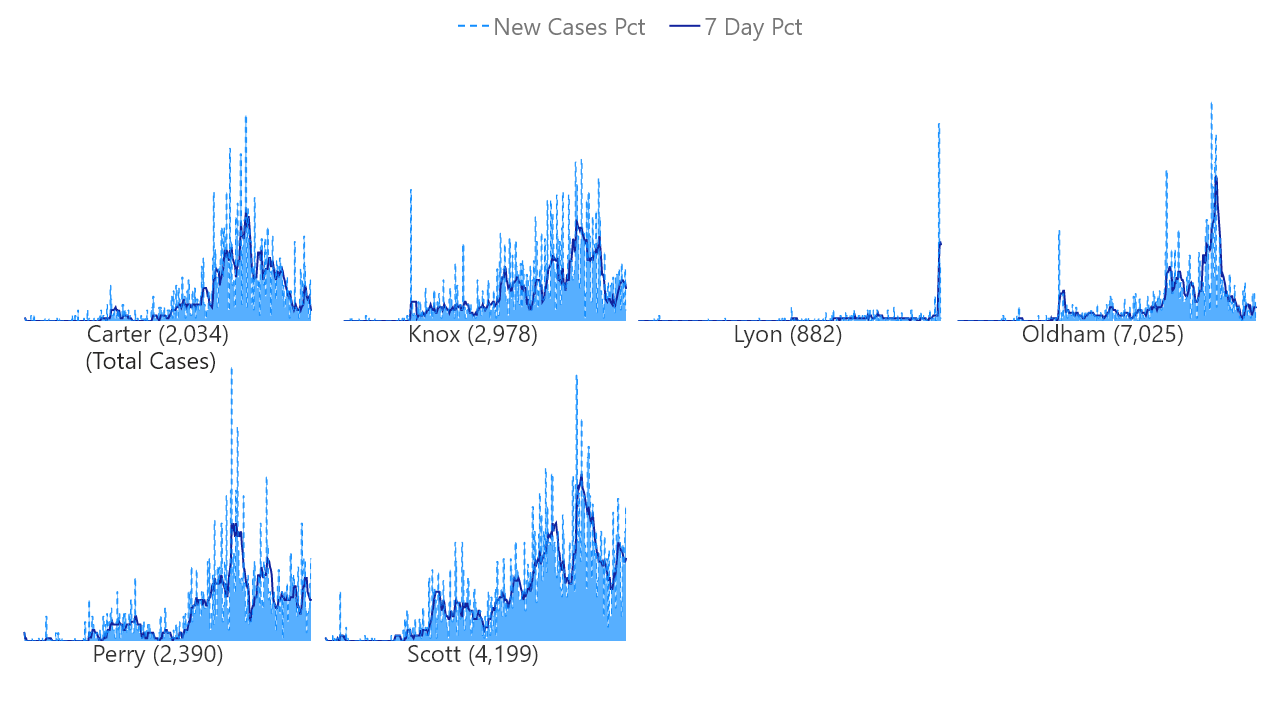 New Cases Pct 7 Day Pct
Carter (2,034) Knox (2,978) Lyon (882) Oldham (7,025)
(Total Cases)
Perry (2,390) Scott (4,199)